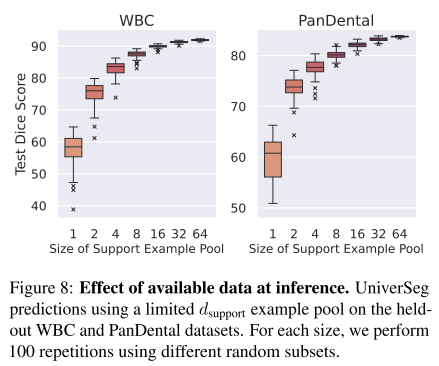 WBC
PanDental
Test Dice Score
90
80
70
60
50
40
80
70
60
50
1 2 4 8 16 32 64
1 2 4 8 16 32 64
Size of Support Example Pool
Size of Support Example Pool
Figure 8: Effect of available data at inference. UniverSeg
predictions using a limited dsupport example pool on the held-
out WBC and PanDental datasets. For each size, we perform
100 repetitions using different random subsets.